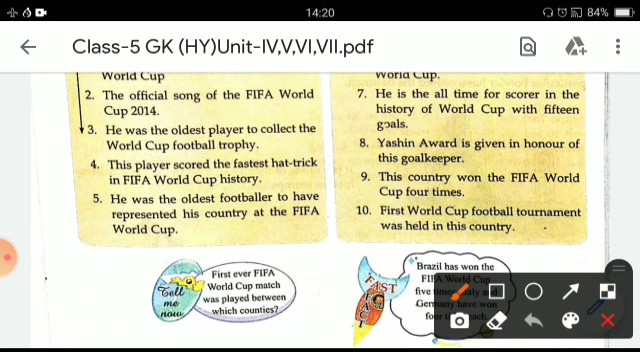 14:20
84%
Class-5 GK (HY)Unit-IV,V,VI,VII.pdf
World Cup
2. The official song of the FIFA World
Cup 2014.
3. He was the oldest player to collect the
World Cup football trophy.
4. This player scored the fastest hat-trick
in FIFA World Cup history.
5. He was the oldest footballer to have
represented his country at the FIFA
World Cup.
World Cup.
7. He is the all time for scorer in the
history of World Cup with fifteen
goals.
8. Yashin Award is given in honour of
this goalkeeper.
9. This country won the FIFA World
Cup four times.
10. First World Cup football tournament
was held in this country.
Tell
me
now
First ever FIFA
World Cup match
was played between
which counties?
FAST
FACT
Brazil has won the
FIFA World Cup
five times
Germany have won
four